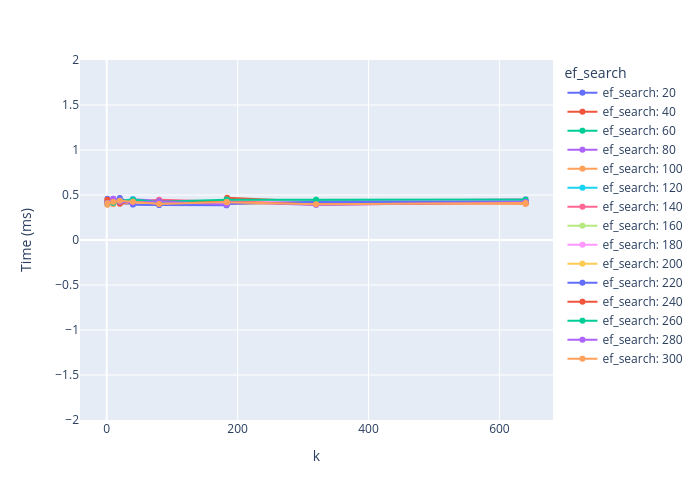 2
1.5
1
0.5
0
−0.5
−1
−1.5
−2
0
200
400
600
k
Time (ms)
ef_search
ef_search: 20
ef_search: 40
ef_search: 60
ef_search: 80
ef_search: 100
ef_search: 120
ef_search: 140
ef_search: 160
ef_search: 180
ef_search: 200
ef_search: 220
ef_search: 240
ef_search: 260
ef_search: 280
ef_search: 300